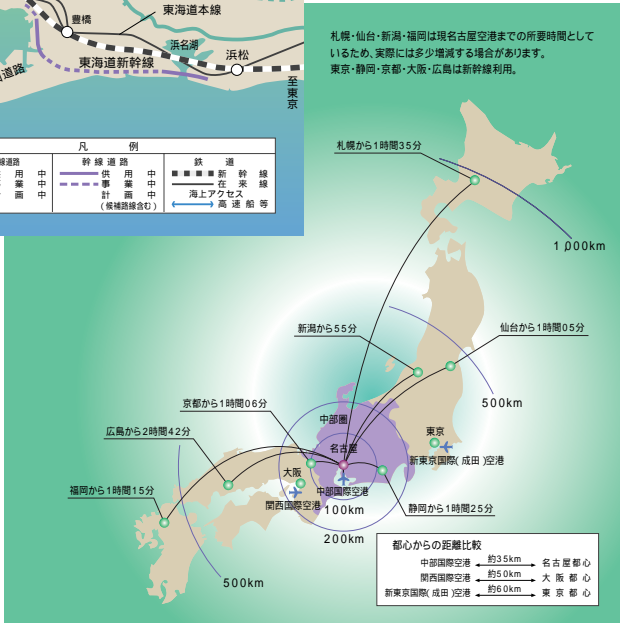 東海道本線
豊橋
浜名湖
浜松
東海道新幹線
道路
至東京
凡 例
線道路
用 中
業 中
画 中
幹線道路
供用中
事業中
計画中
(候補路線含む)
鉄道
新幹線
在来線
海上アクセス
高速船等
札幌・仙台・新潟・福岡は現名古屋空港までの所要時間として
いるため、実際には多少増減する場合があります。
東京・静岡・京都・大阪・広島は新幹線利用。
札幌から1時間35分
1,000km
新潟から55分
仙台から1時間05分
500km
京都から1時間06分
中部圏
広島から2時間42分
東京
名古屋
新東京国際(成田)空港
大阪
福岡から1時間15分
中部国際空港
関西国際空港
静岡から1時間25分
100km
200km
500km
都心からの距離比較
中部国際空港 約35km 名古屋都心
関西国際空港 約50km 大阪都心
新東京国際(成田)空港 約60km 東京都心